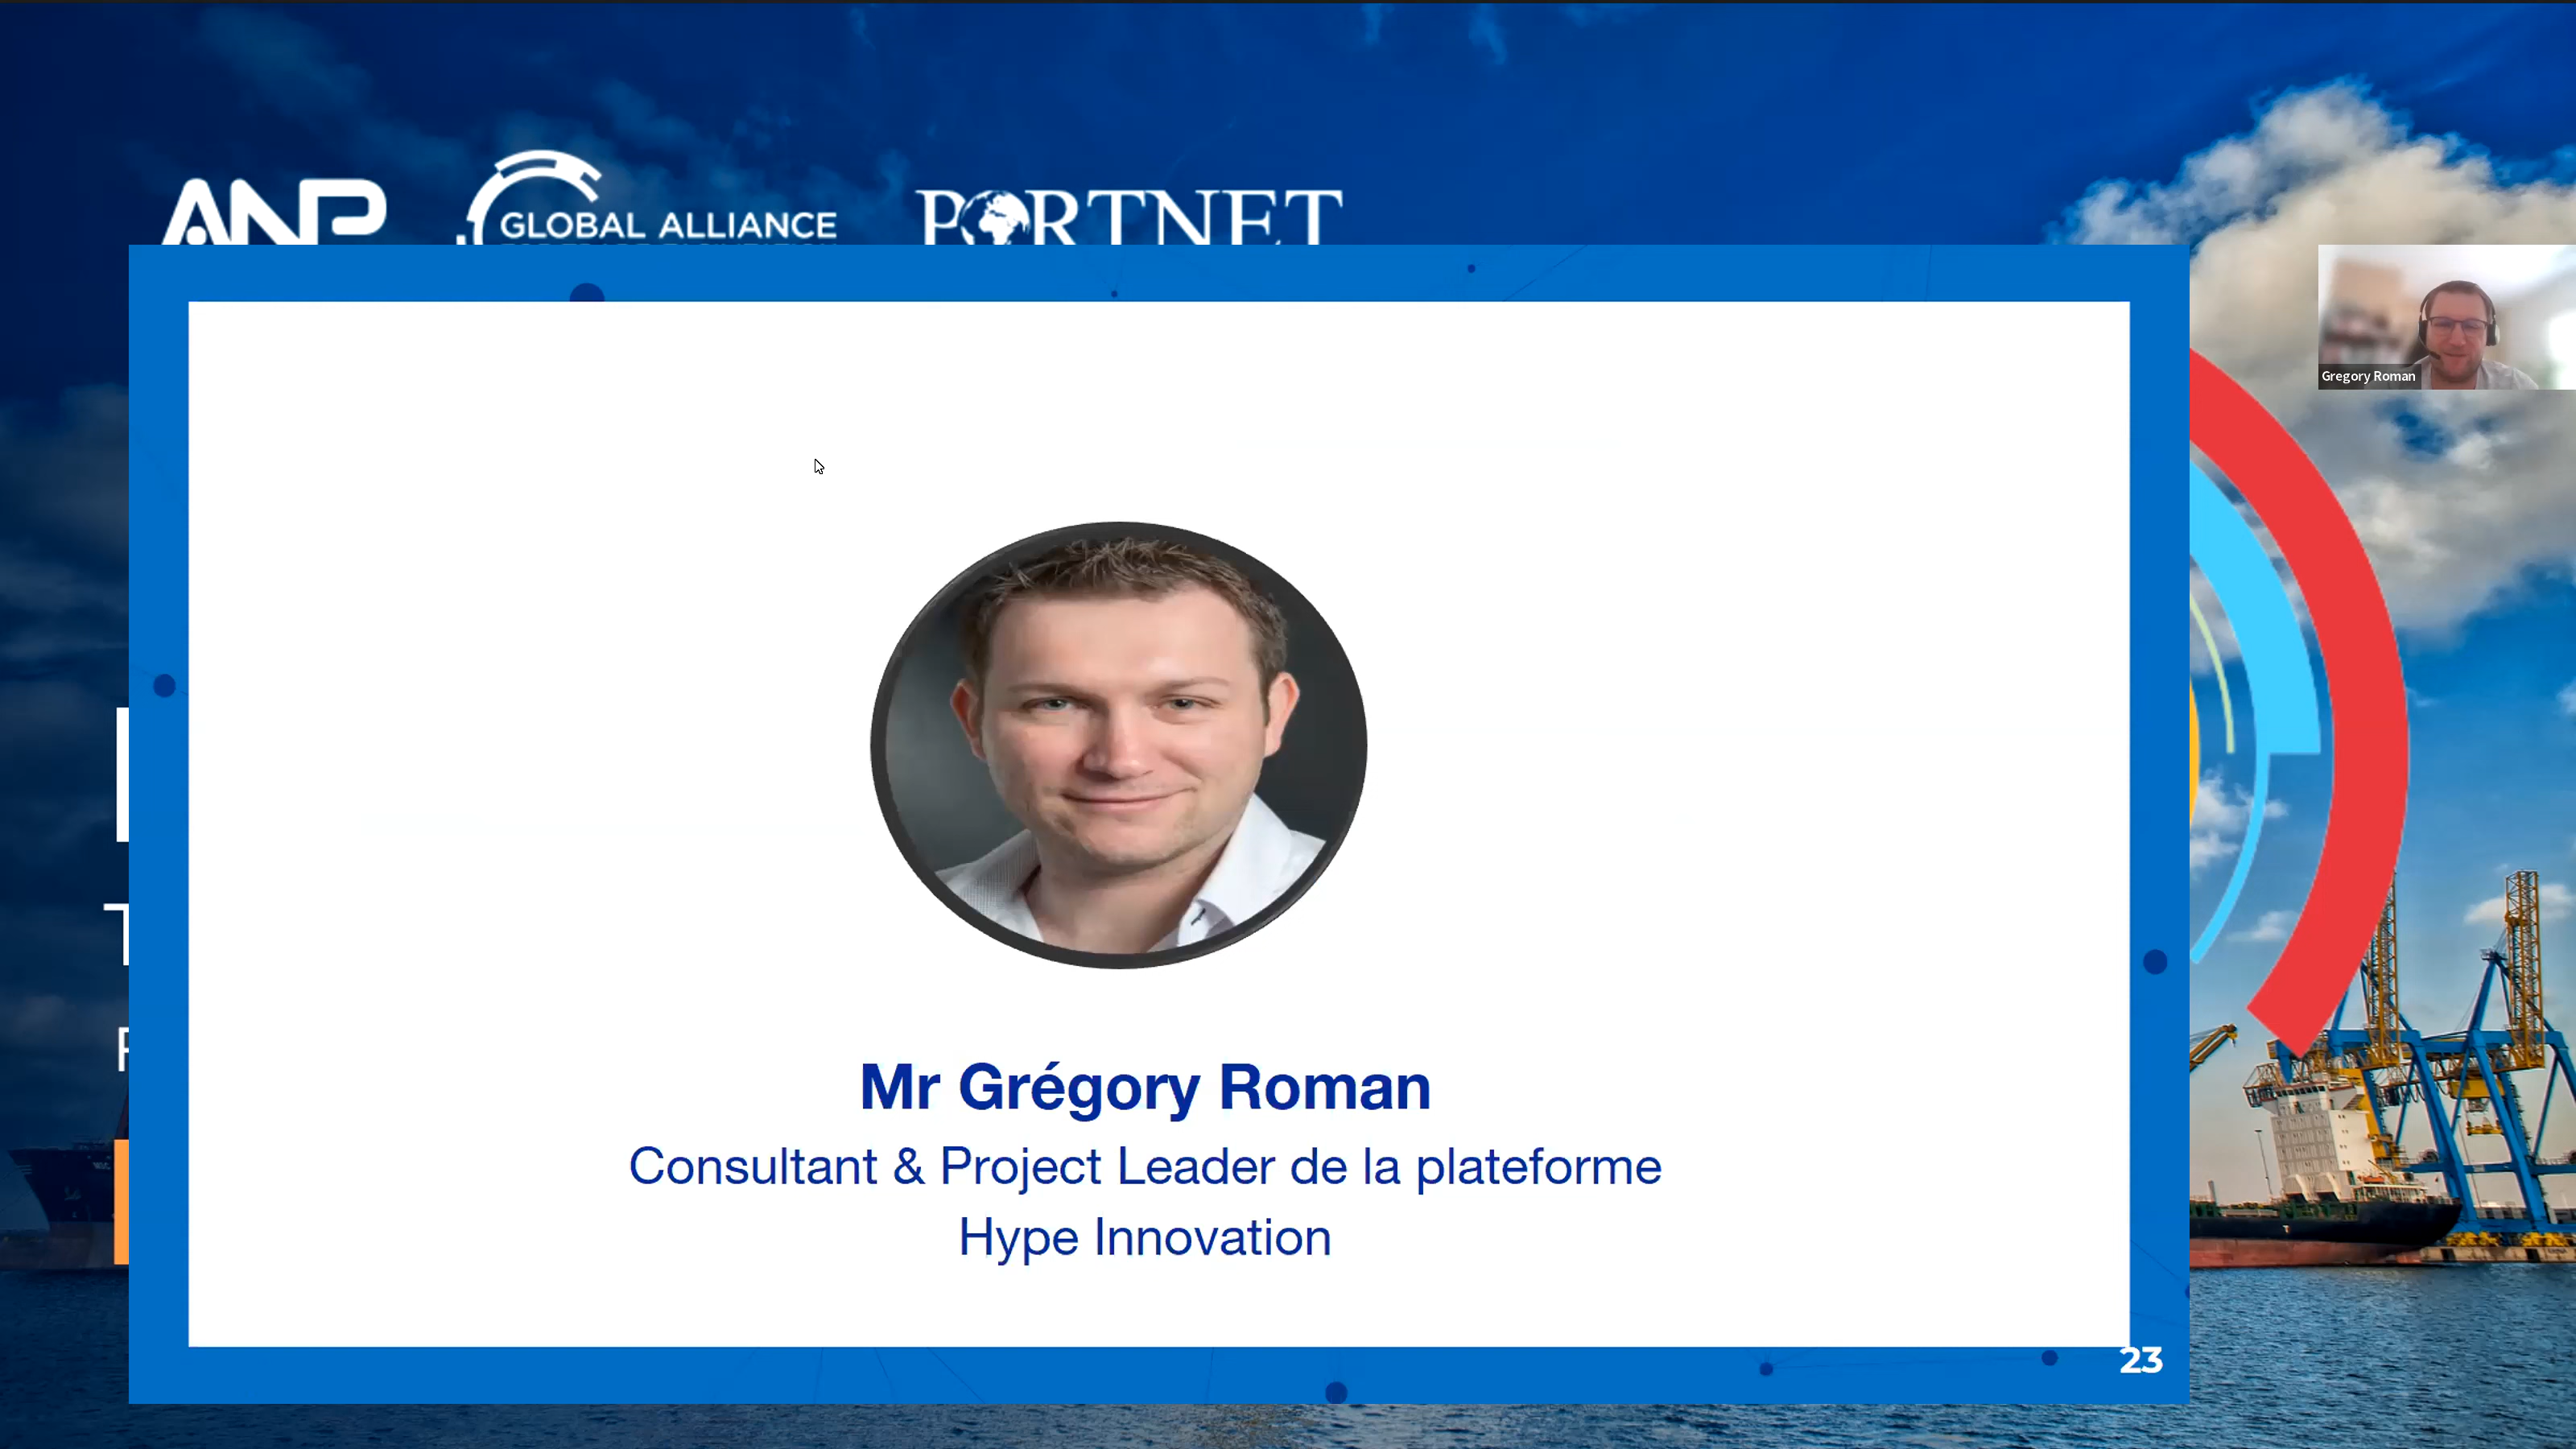 ANP
GLOBAL ALLIANCE
PORTNET
Gregory Roman
Mr Grégory Roman
Consultant & Project Leader de la plateforme
Hype Innovation
23